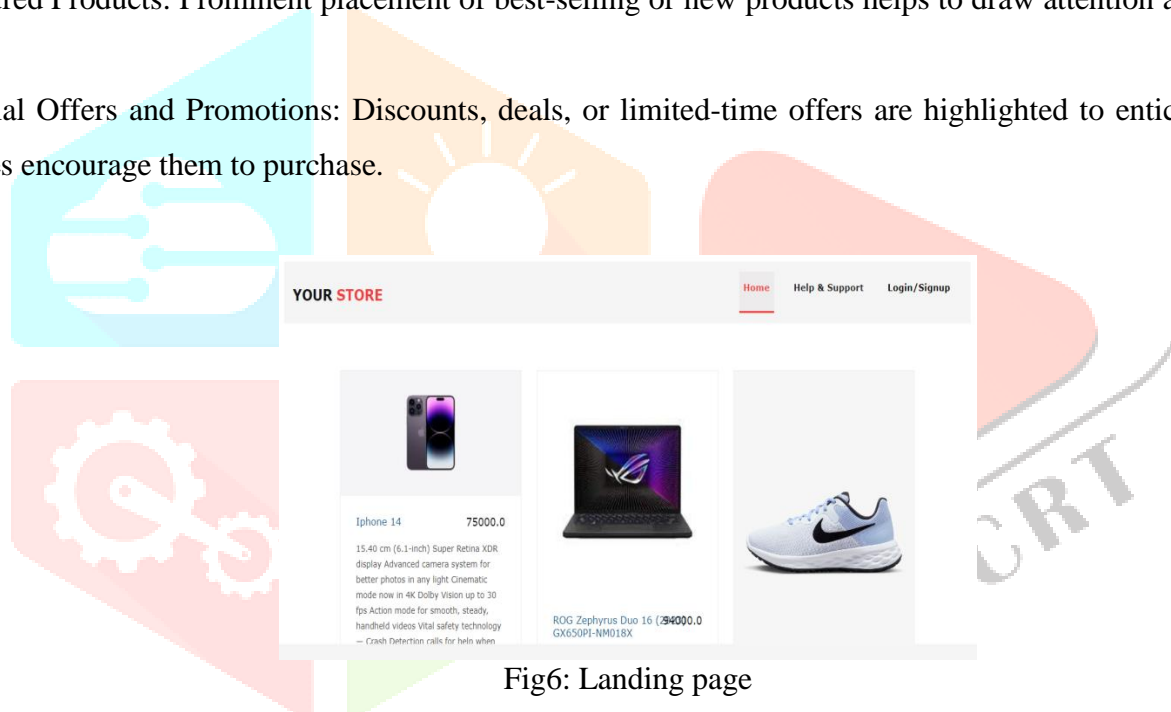 Products: Prominent placement of best-selling or new products helps to draw attention
Offers and Promotions: Discounts, deals, or limited-time offers are highlighted to
encourage them to purchase.
YOUR STORE
Home Help & Support Login/Signup
Iphone 14 75000.0
15.40 cm (6.1-inch) Super Retina XDR
display Advanced camera system for
better photos in any light Cinematic
mode now in 4K Dolby Vision up to 30
fps Action mode for smooth, steady,
handheld videos Vital safety technology
— Crash Detection calls for help when
ROG Zephyrus Duo 16 94000.0
GX650PI-NM018X
CRT
Fig6: Landing page